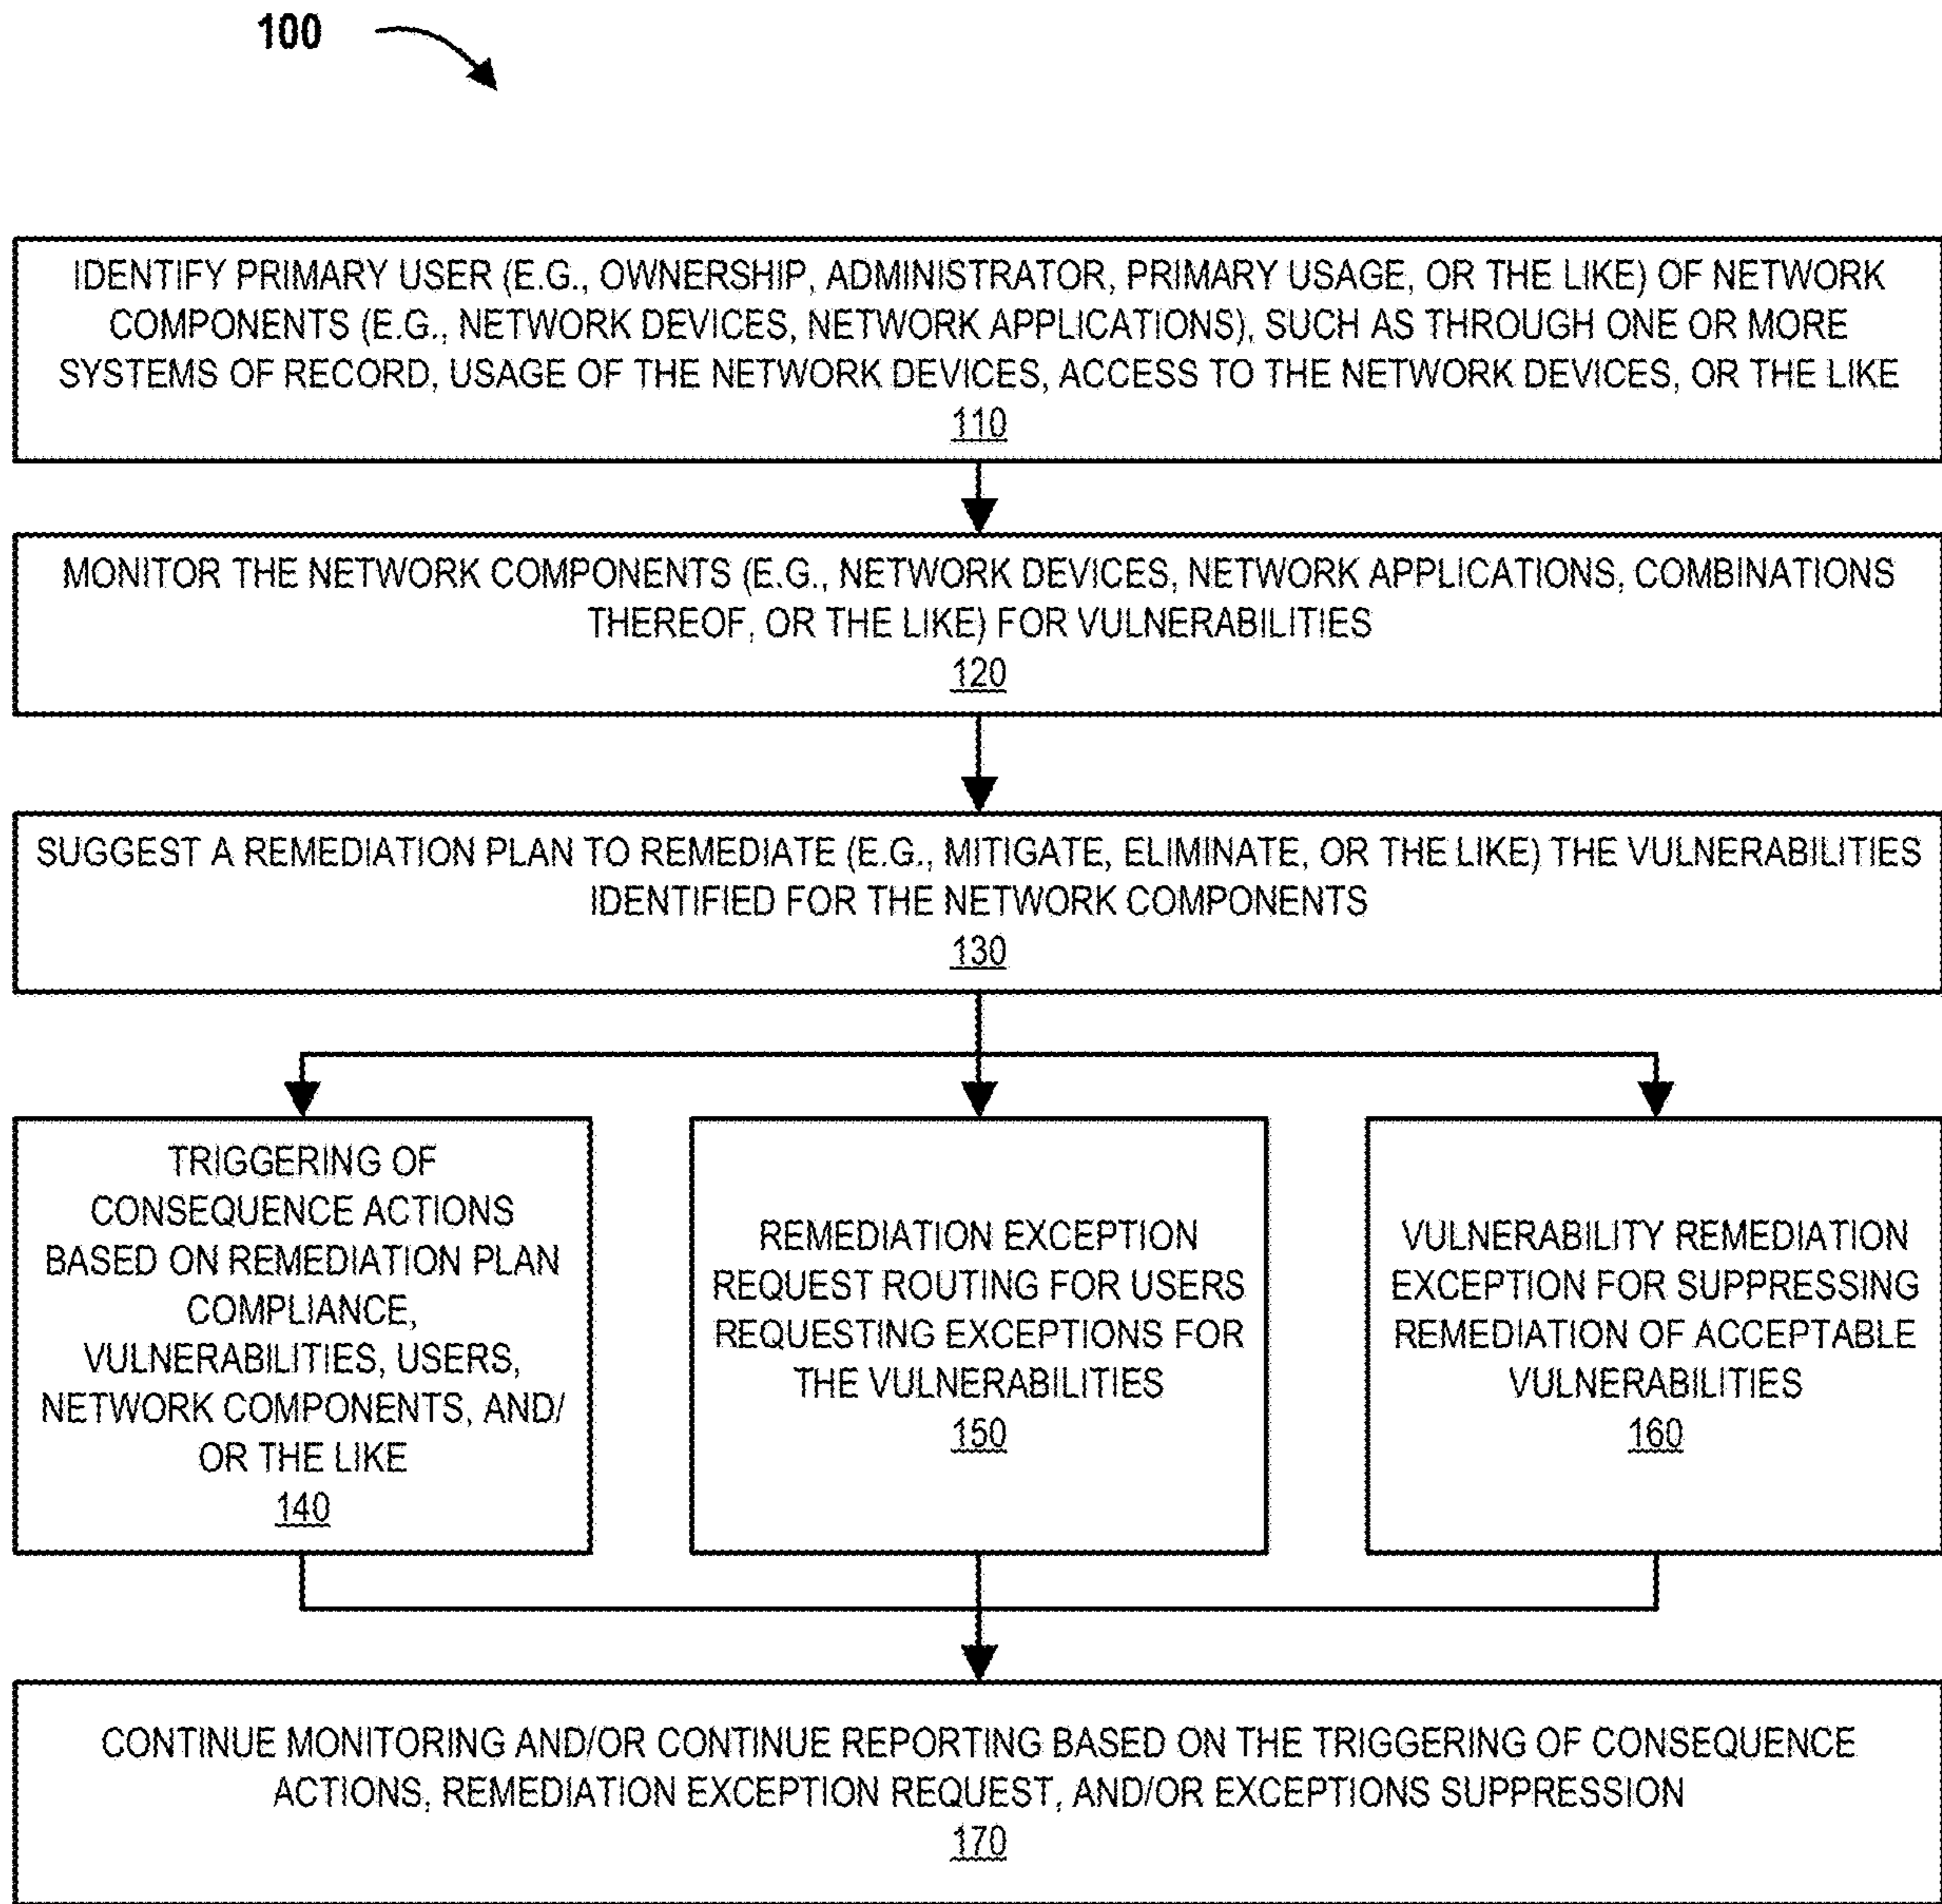 100
IDENTIFY PRIMARY USER (E.G., OWNERSHIP, ADMINISTRATOR, PRIMARY USAGE, OR THE LIKE) OF NETWORK
COMPONENTS (E.G., NETWORK DEVICES, NETWORK APPLICATIONS), SUCH AS THROUGH ONE OR MORE
SYSTEMS OF RECORD, USAGE OF THE NETWORK DEVICES, ACCESS TO THE NETWORK DEVICES, OR THE LIKE
110
MONITOR THE NETWORK COMPONENTS (E.G., NETWORK DEVICES, NETWORK APPLICATIONS, COMBINATIONS
THEREOF, OR THE LIKE) FOR VULNERABILITIES
120
SUGGEST A REMEDIATION PLAN TO REMEDIATE (E.G., MITIGATE, ELIMINATE, OR THE LIKE) THE VULNERABILITIES
IDENTIFIED FOR THE NETWORK COMPONENTS
130
TRIGGERING OF
CONSEQUENCE ACTIONS
BASED ON REMEDIATION PLAN
COMPLIANCE,
VULNERABILITIES, USERS,
NETWORK COMPONENTS, AND/
OR THE LIKE
140
REMEDIATION EXCEPTION
REQUEST ROUTING FOR USERS
REQUESTING EXCEPTIONS FOR
THE VULNERABILITIES
150
VULNERABILITY REMEDIATION
EXCEPTION FOR SUPPRESSING
REMEDIATION OF ACCEPTABLE
VULNERABILITIES
160
CONTINUE MONITORING AND/OR CONTINUE REPORTING BASED ON THE TRIGGERING OF CONSEQUENCE
ACTIONS, REMEDIATION EXCEPTION REQUEST, AND/OR EXCEPTIONS SUPPRESSION
170